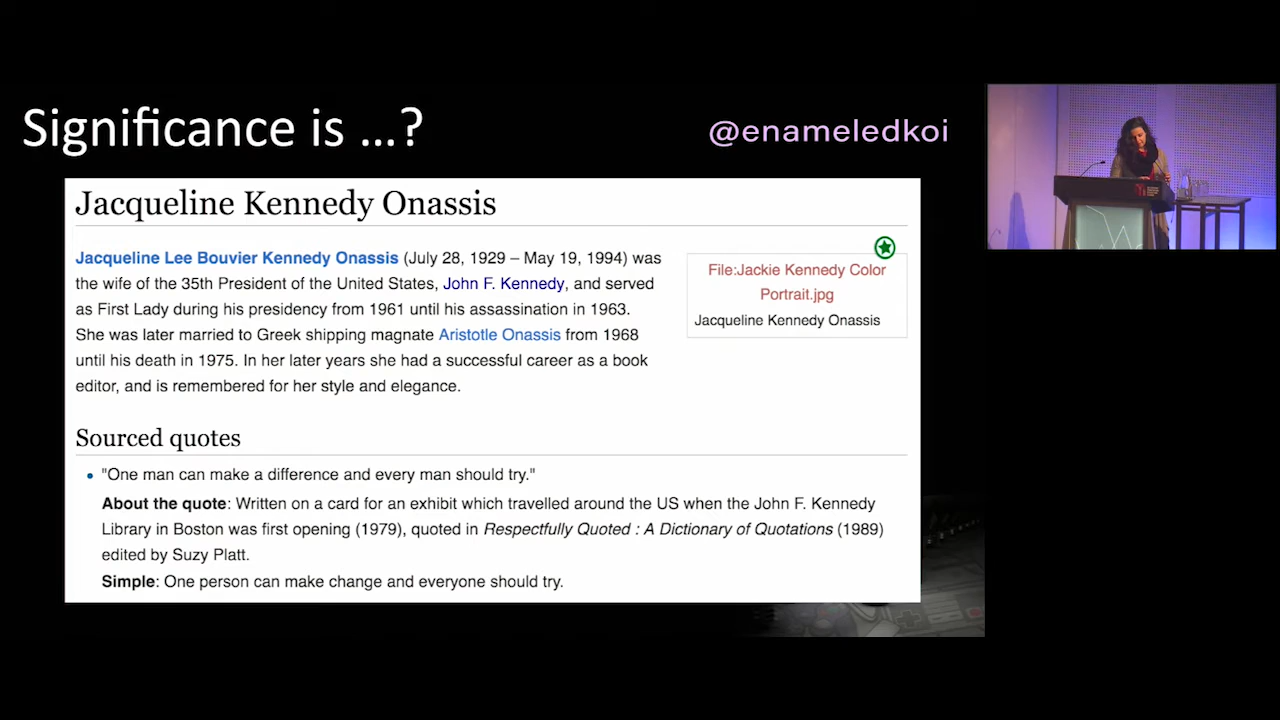 Significance is ...?
@enameledkoi
Jacqueline Kennedy Onassis
Jacqueline Lee Bouvier Kennedy Onassis (July 28, 1929 – May 19, 1994) was
the wife of the 35th President of the United States, John F. Kennedy, and served
as First Lady during his presidency from 1961 until his assassination in 1963.
She was later married to Greek shipping magnate Aristotle Onassis from 1968
until his death in 1975. In her later years she had a successful career as a book
editor, and is remembered for her style and elegance.
File:Jackie Kennedy Color
Portrait.jpg
Jacqueline Kennedy Onassis
Sourced quotes
• "One man can make a difference and every man should try."
About the quote: Written on a card for an exhibit which travelled around the US when the John F. Kennedy
Library in Boston was first opening (1979), quoted in Respectfully Quoted : A Dictionary of Quotations (1989)
edited by Suzy Platt.
Simple: One person can make change and everyone should try.